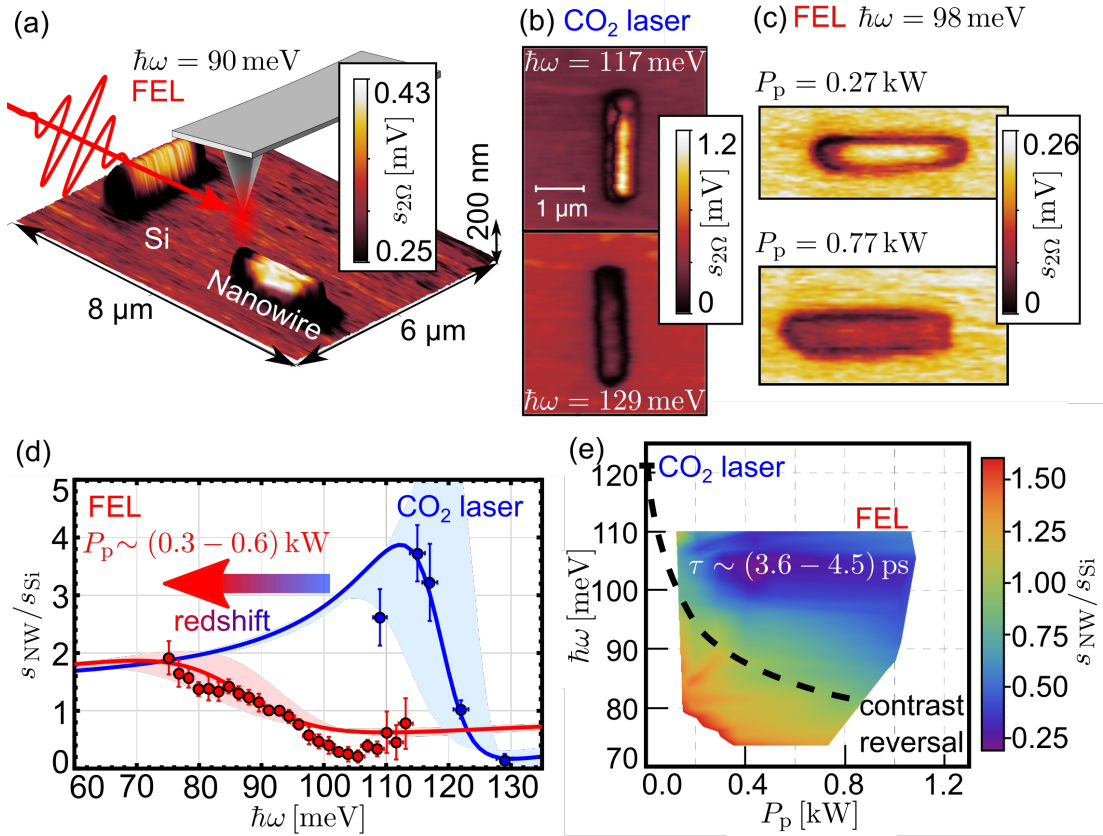 (a)
ħω = 90 meV
FEL
0.43
s2Ω [mV]
0.25
Si
Nanowire
200 nm
8 µm
6 µm
(b) CO2 laser
ħω = 117 meV
1 µm
ħω = 129 meV
1.2
s2Ω [mV]
0
(c) FEL ħω = 98 meV
Pp = 0.27 kW
Pp = 0.77 kW
0.26
s2Ω [mV]
0
(d)
FEL
Pp ∼ (0.3 − 0.6) kW
redshift
CO2 laser
5
4
3
2
1
0
sNW/sSi
60 70 80 90 100 110 120 130
ħω [meV]
(e)
CO2 laser
FEL
τ ∼ (3.6 − 4.5) ps
contrast
reversal
120
110
100
90
80
70
ħω [meV]
0.0 0.4 0.8 1.2
Pp [kW]
1.50
1.25
1.00
0.75
0.50
0.25
sNW/sSi